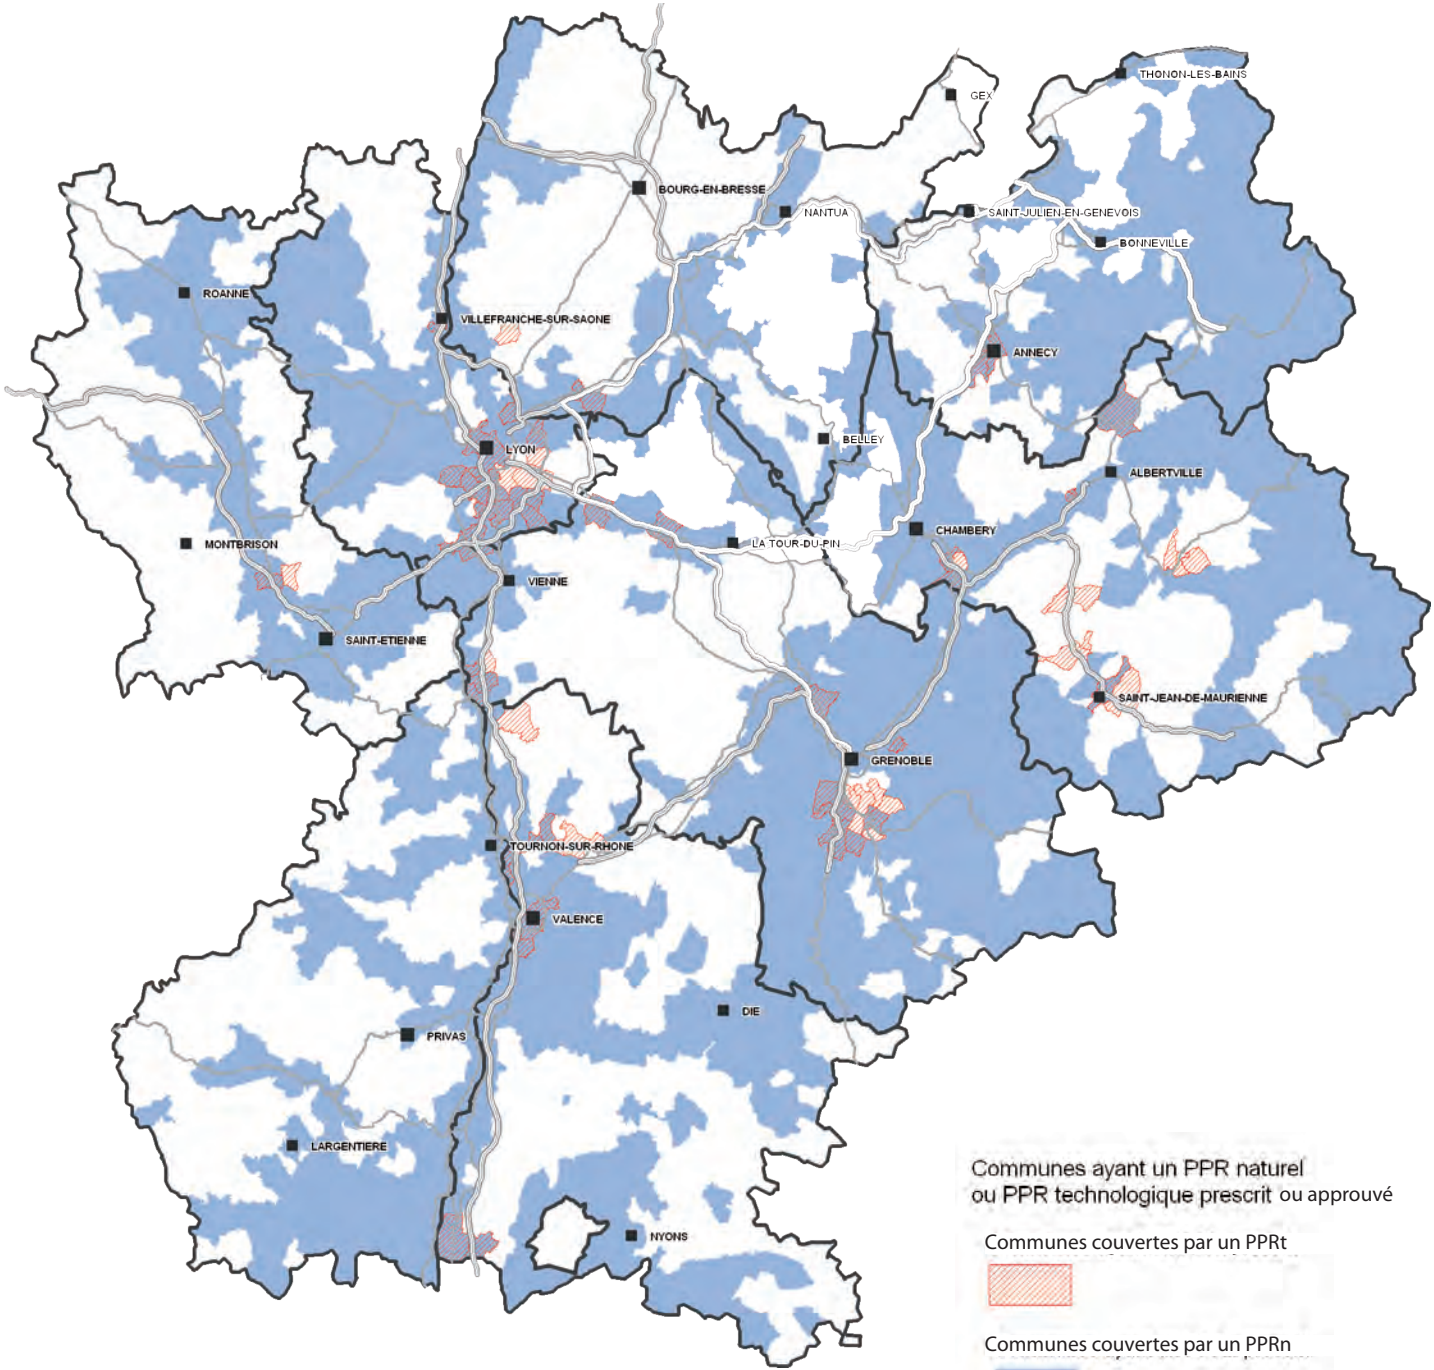 THONON-LES-BAINS
GEX
BOURG-EN-BRESSE
NANTUA
SAINT-JULIEN-EN-GENEVOIS
BONNEVILLE
ROANNE
VILLEFRANCHE-SUR-SAONE
ANNECY
BELLEY
LYON
ALBERTVILLE
CHAMBERY
MONTBRISON
LA TOUR-DU-PIN
VIENNE
SAINT-ETIENNE
SAINT-JEAN-DE-MAURIENNE
GRENOBLE
TOURNON-SUR-RHONE
VALENCE
DIE
PRIVAS
LARGENTIERE
NYONS
Communes ayant un PPR naturel
ou PPR technologique prescrit ou approuvé
Communes couvertes par un PPRt
Communes couvertes par un PPRn